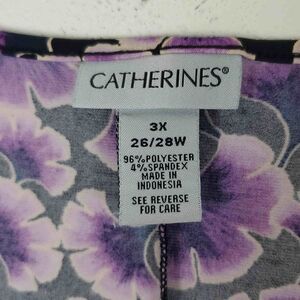 CATHERINES®
3X
26/28W
96%POLYESTER
4%SPANDEX
MADE IN
INDONESIA
SEE REVERSE
FOR CARE